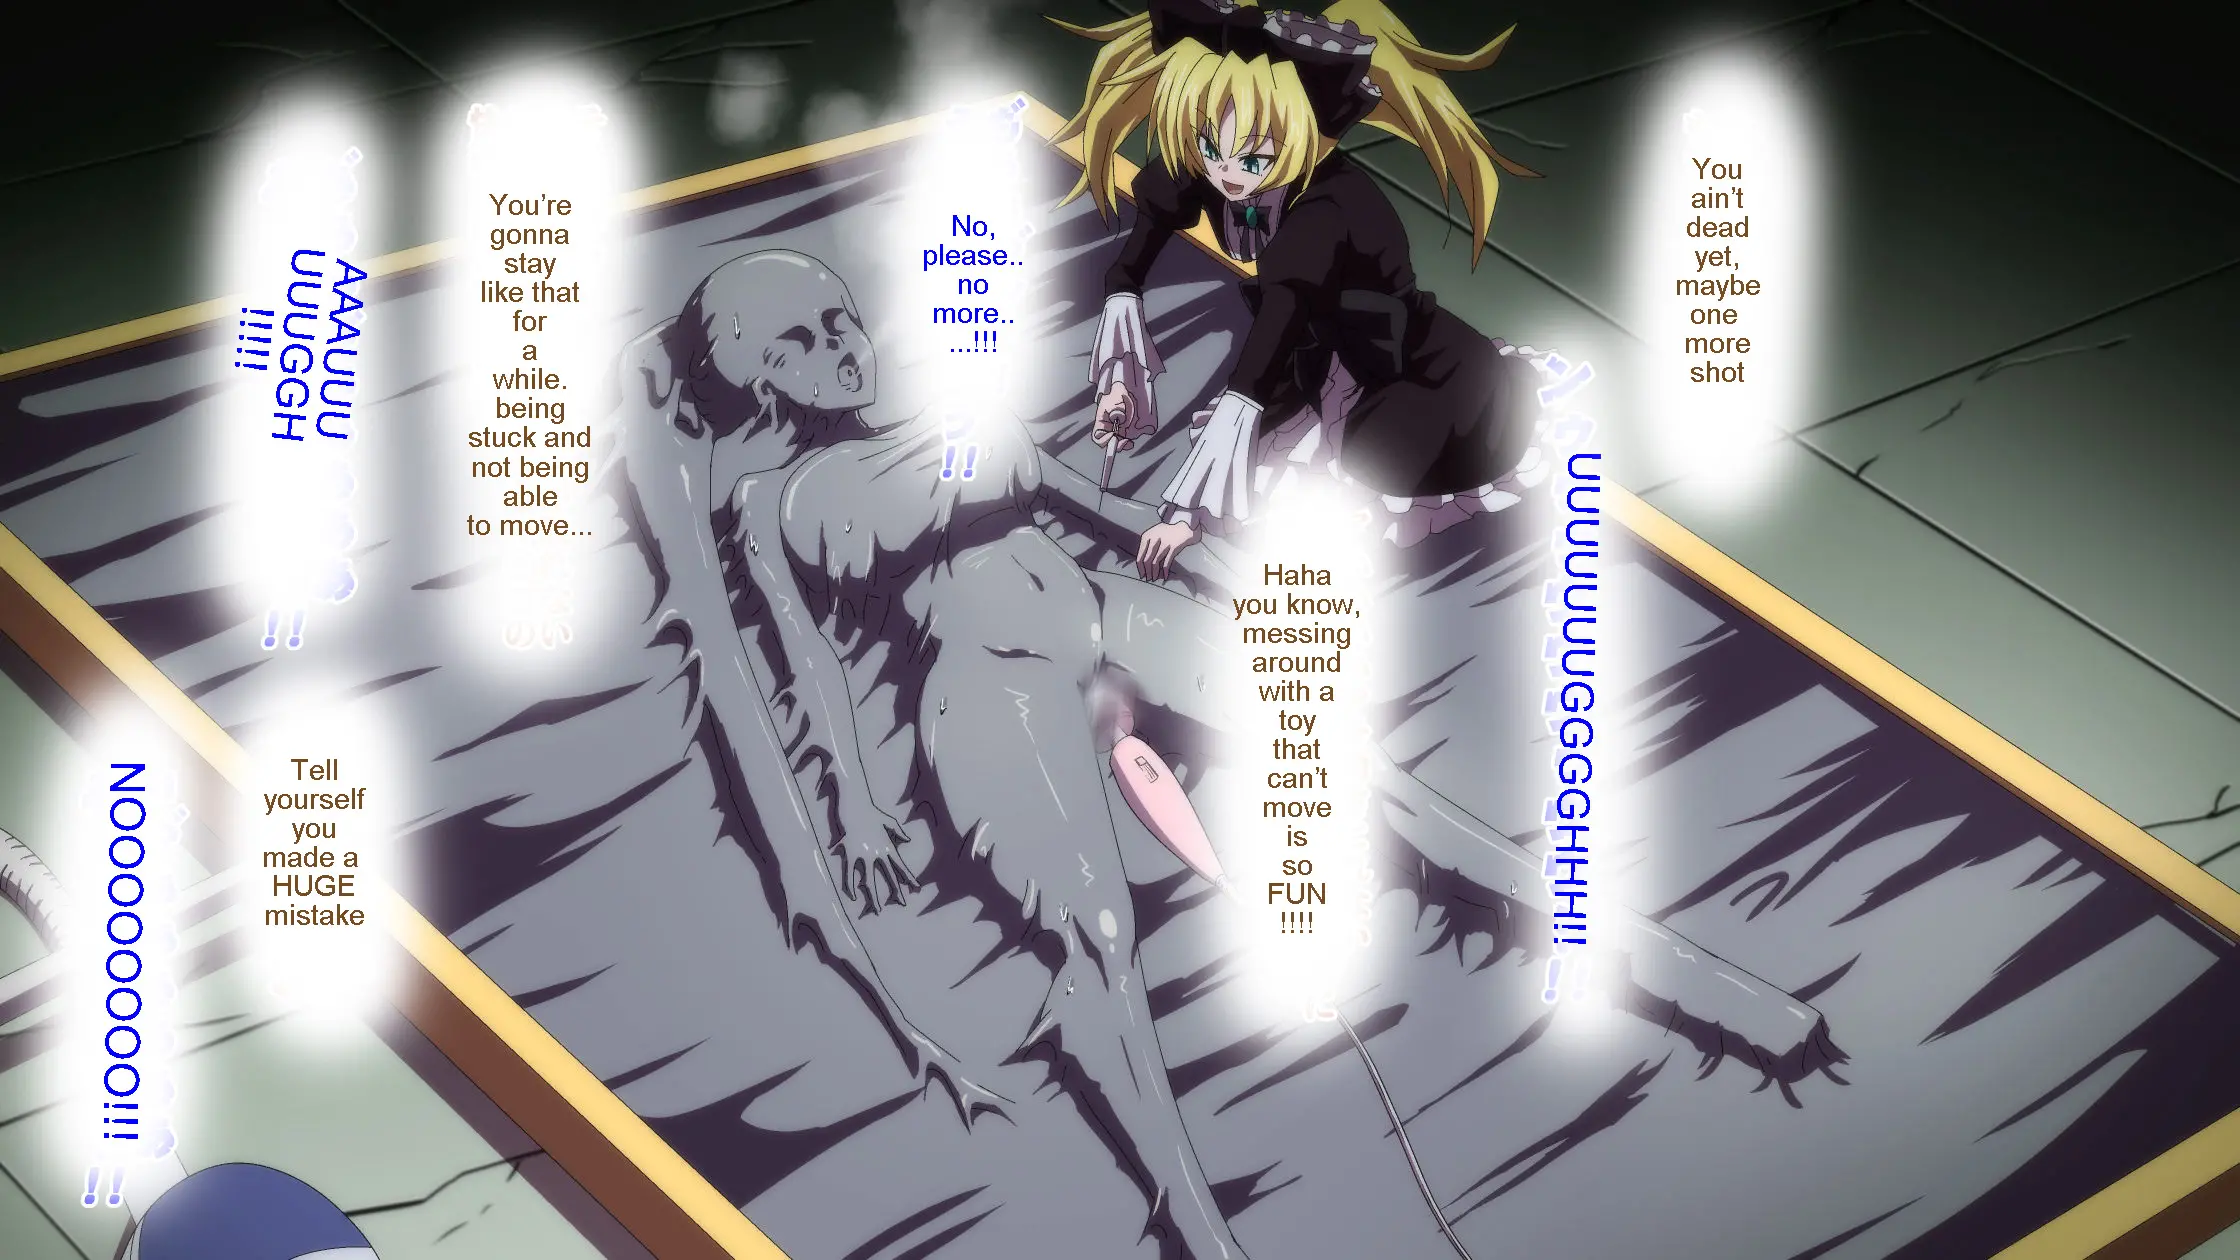 You
ain't
dead
yet,
maybe
one
more
shot
UUUUUUUUGGGGGHHH!!
Haha
you know,
messing
around
with a
toy
that
can't
move
is
so
FUN
!!!!
No,
please..
no
more..
...!!!
You're
gonna
stay
like that
for
a
while.
being
stuck and
not being
able
to move...
AAAUUU
UUUGGH
!!!!!
Tell
yourself
you
made a
HUGE
mistake
NOOOOOOOOO!!!